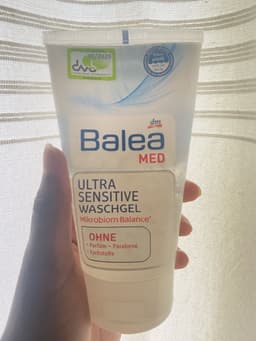 dm
Balea
MED
ULTRA
SENSITIVE
WASCHGEL
Mikrobiom Balance*
OHNE
- Parfüm - Parabene
- Farbstoffe